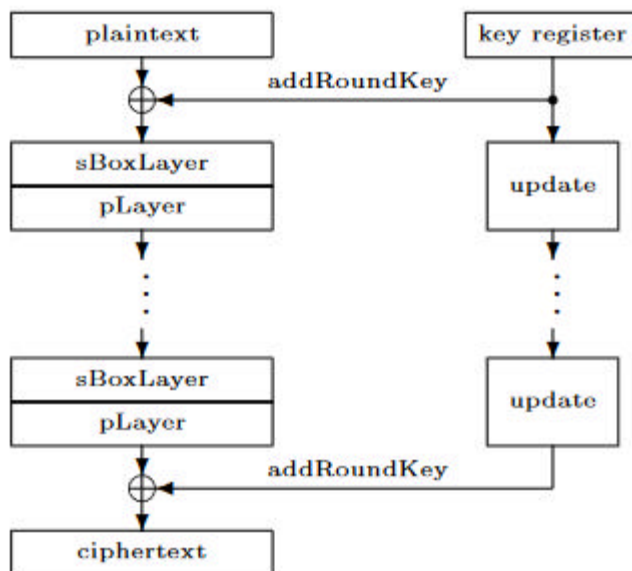 plaintext
key register
addRoundKey
sBoxLayer
pLayer
update
sBoxLayer
pLayer
update
addRoundKey
ciphertext